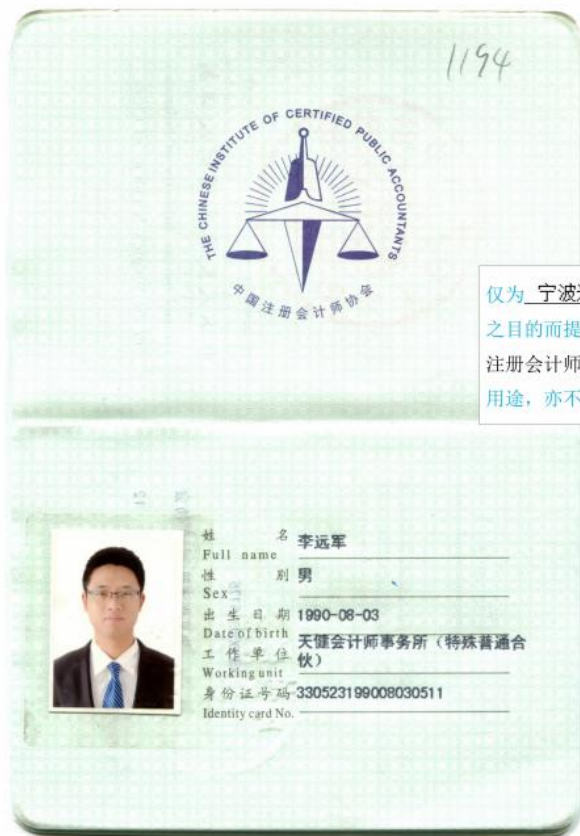 1194
THE CHINESE INSTITUTE OF CERTIFIED PUBLIC ACCOUNTANTS
中国注册会计师协会
仅为 宁波
之目的而提
注册会计师
用途，亦不
姓 名 李远军
Full name
性 别 男
Sex
出生日期 1990-08-03
Date of birth
工作单位 天健会计师事务所（特殊普通合
伙）
Working unit
身份证号码 330523199008030511
Identity card No.